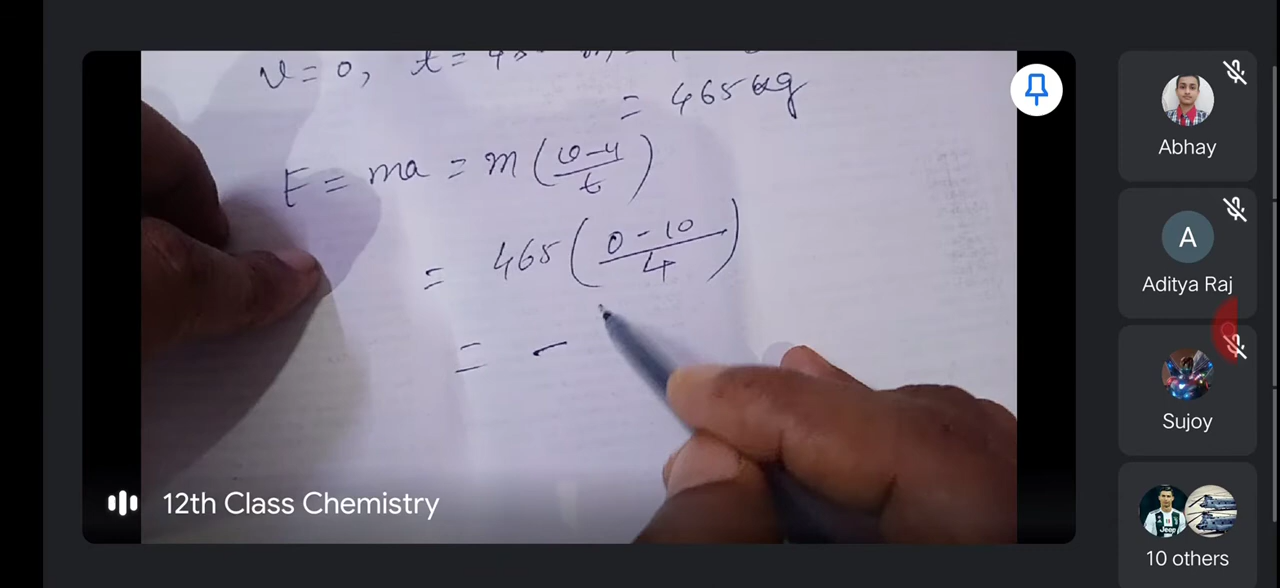 v = 0, t =
= 465 kg
F = ma = m (v-u/t)
= 465 (0 - 10/4)
= -
12th Class Chemistry
Abhay
A
Aditya Raj
Sujoy
10 others